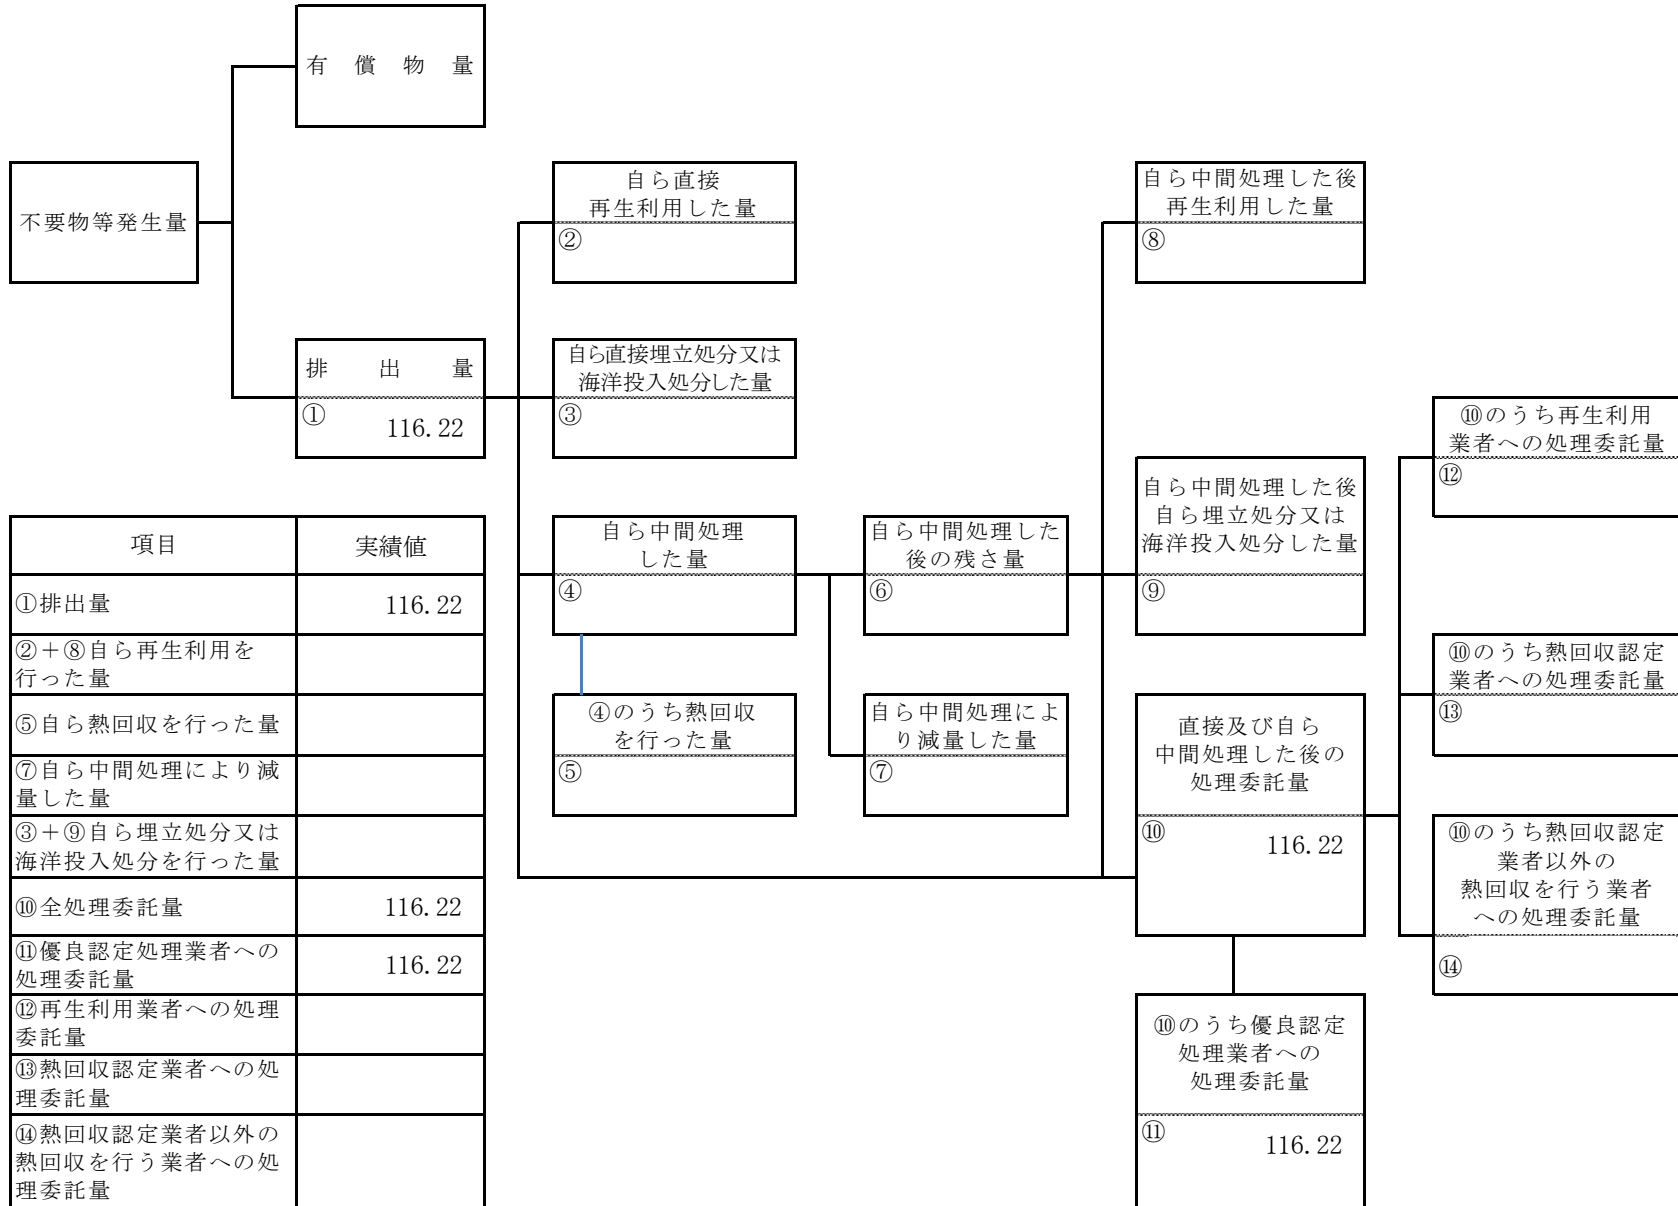 有償物量
不要物等発生量
排出量
① 116.22
自ら直接
再生利用した量
②
自ら直接埋立処分又は
海洋投入処分した量
③
自ら中間処理
した量
④
④のうち熱回収
を行った量
⑤
自ら中間処理した
後の残さ量
⑥
自ら中間処理によ
り減量した量
⑦
自ら中間処理した後
再生利用した量
⑧
自ら中間処理した後
自ら埋立処分又は
海洋投入処分した量
⑨
直接及び自ら
中間処理した後の
処理委託量
⑩ 116.22
⑩のうち優良認定
処理業者への
処理委託量
⑪ 116.22
⑩のうち再生利用
業者への処理委託量
⑫
⑩のうち熱回収認定
業者への処理委託量
⑬
⑩のうち熱回収認定
業者以外の
熱回収を行う業者
への処理委託量
⑭
項目 実績値
①排出量 116.22
②＋⑧自ら再生利用を
行った量
⑤自ら熱回収を行った量
⑦自ら中間処理により減
量した量
③＋⑨自ら埋立処分又は
海洋投入処分を行った量
⑩全処理委託量 116.22
⑪優良認定処理業者への
処理委託量 116.22
⑫再生利用業者への処理
委託量
⑬熱回収認定業者への処
理委託量
⑭熱回収認定業者以外の
熱回収を行う業者への処
理委託量